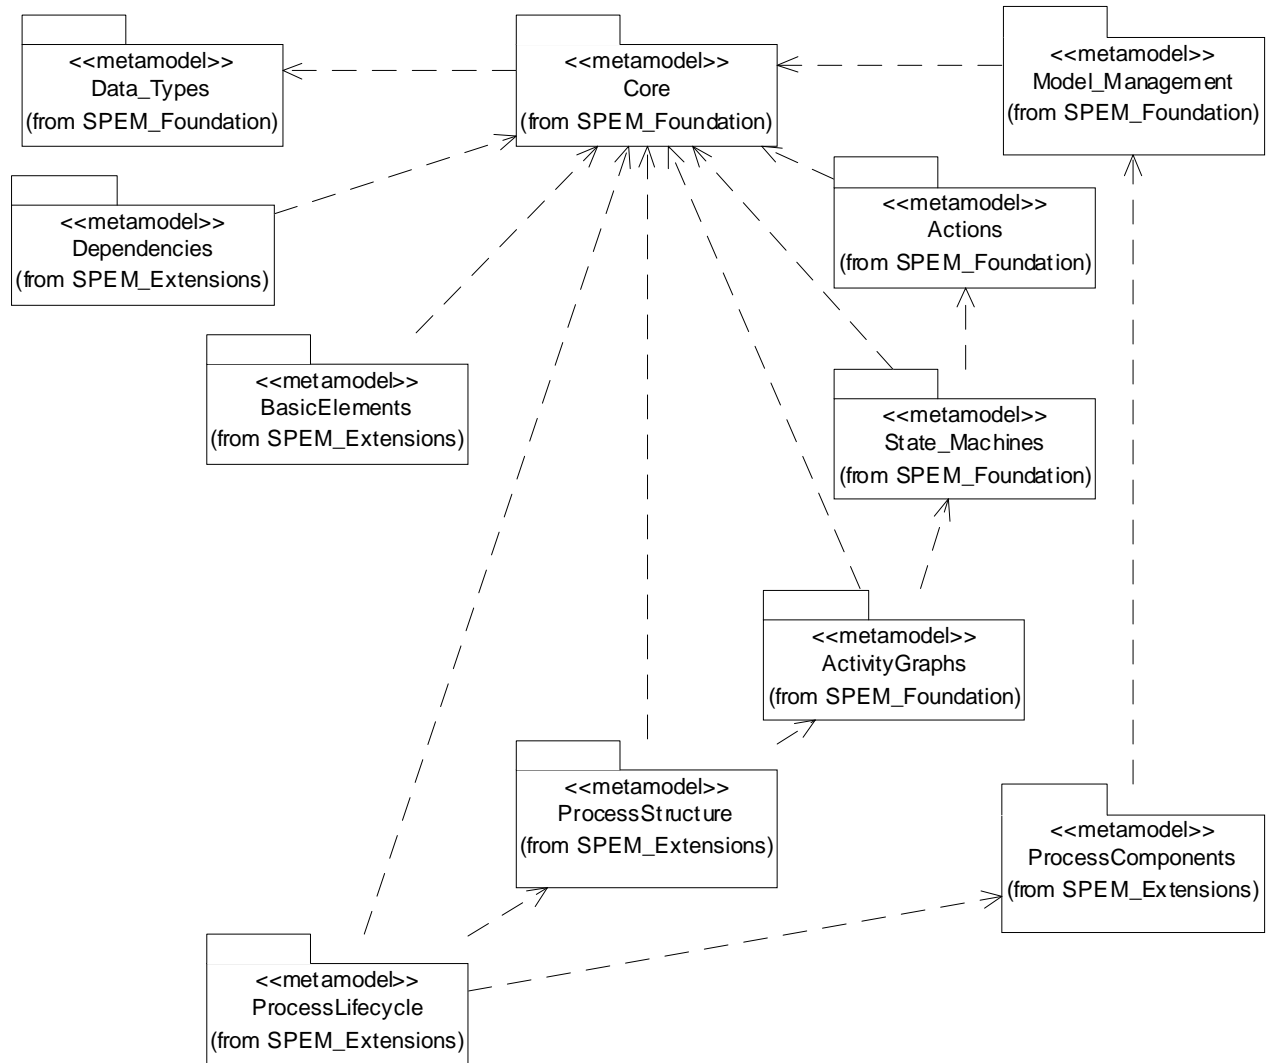 <<metamodel>>
Data_Types
(from SPEM_Foundation)
<<metamodel>>
Core
(from SPEM_Foundation)
<<metamodel>>
Model_Management
(from SPEM_Foundation)
<<metamodel>>
Dependencies
(from SPEM_Extensions)
<<metamodel>>
Actions
(from SPEM_Foundation)
<<metamodel>>
BasicElements
(from SPEM_Extensions)
<<metamodel>>
State_Machines
(from SPEM_Foundation)
<<metamodel>>
ActivityGraphs
(from SPEM_Foundation)
<<metamodel>>
ProcessStructure
(from SPEM_Extensions)
<<metamodel>>
ProcessComponents
(from SPEM_Extensions)
<<metamodel>>
ProcessLifecycle
(from SPEM_Extensions)